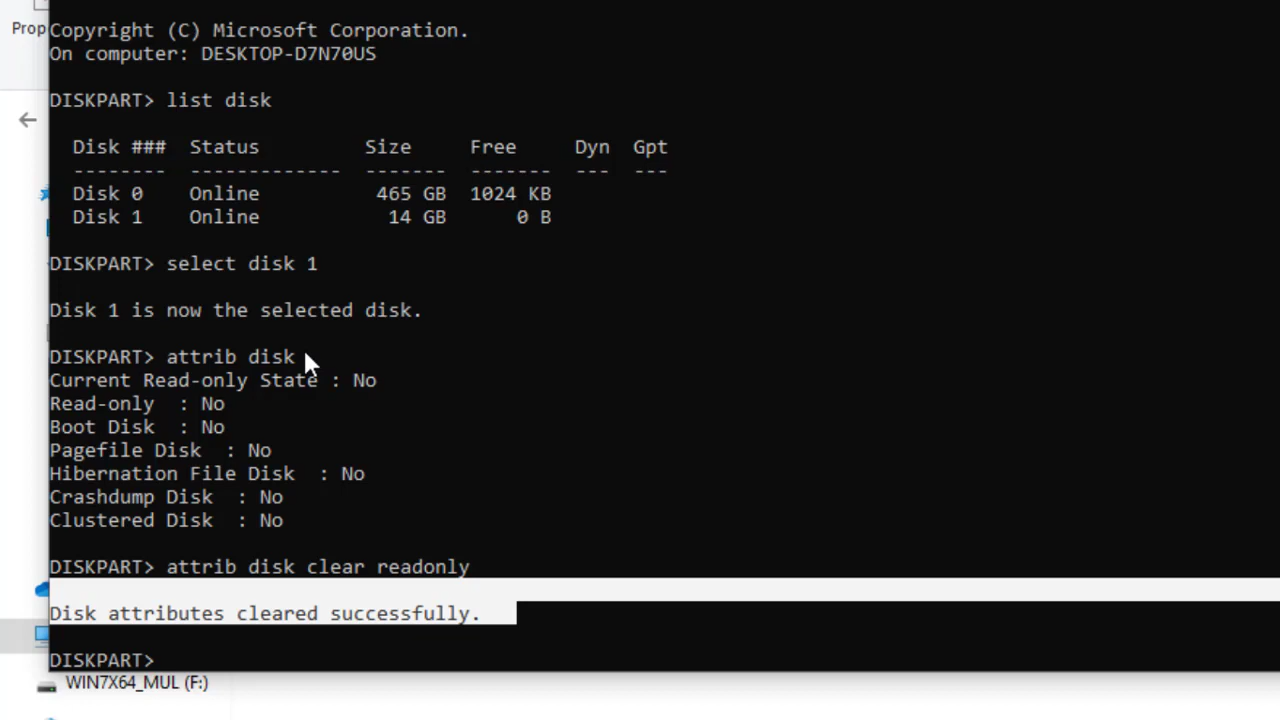 Prop
Copyright (C) Microsoft Corporation.
On computer: DESKTOP-D7N70US
DISKPART> list disk
Disk ### Status Size Free Dyn Gpt
-------- ------------- ------- ------- --- ---
Disk 0 Online 465 GB 1024 KB
Disk 1 Online 14 GB 0 B
DISKPART> select disk 1
Disk 1 is now the selected disk.
DISKPART> attrib disk
Current Read-only State : No
Read-only : No
Boot Disk : No
Pagefile Disk : No
Hibernation File Disk : No
Crashdump Disk : No
Clustered Disk : No
DISKPART> attrib disk clear readonly
Disk attributes cleared successfully.
DISKPART>
WIN7X64_MUL (F:)